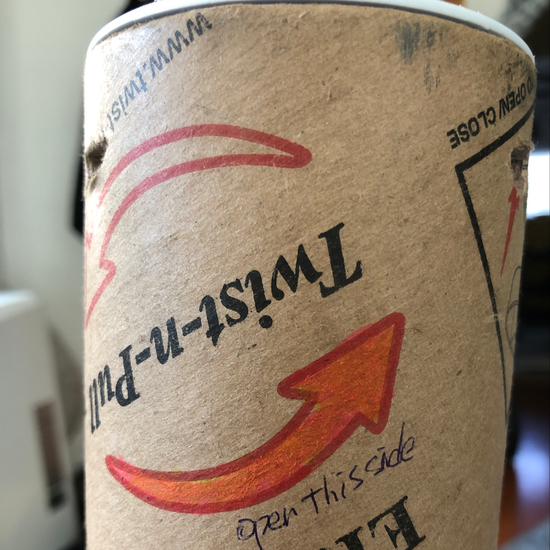 www.twist
O OPEN/CLOSE
Twist-n-Pull
open this side